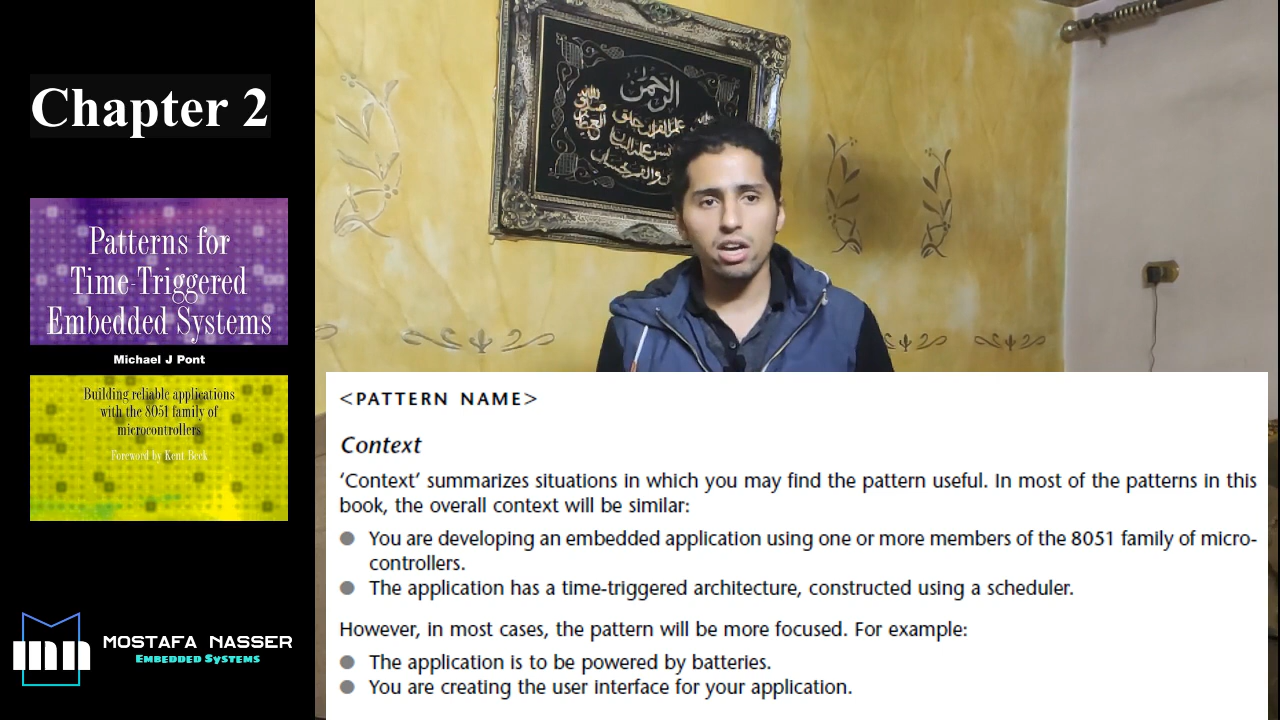 Chapter 2
Patterns for
Time-Triggered
Embedded Systems
Michael J Pont
Building reliable applications
with the 8051 family of
microcontrollers
Foreword by Kent Beck
mn
MOSTAFA NASSER
EMBEDDED SYSTEMS
الرحمن
علم القرآن خلق
<PATTERN NAME>
Context
‘Context’ summarizes situations in which you may find the pattern useful. In most of the patterns in this
book, the overall context will be similar:
● You are developing an embedded application using one or more members of the 8051 family of micro-
controllers.
● The application has a time-triggered architecture, constructed using a scheduler.
However, in most cases, the pattern will be more focused. For example:
● The application is to be powered by batteries.
● You are creating the user interface for your application.